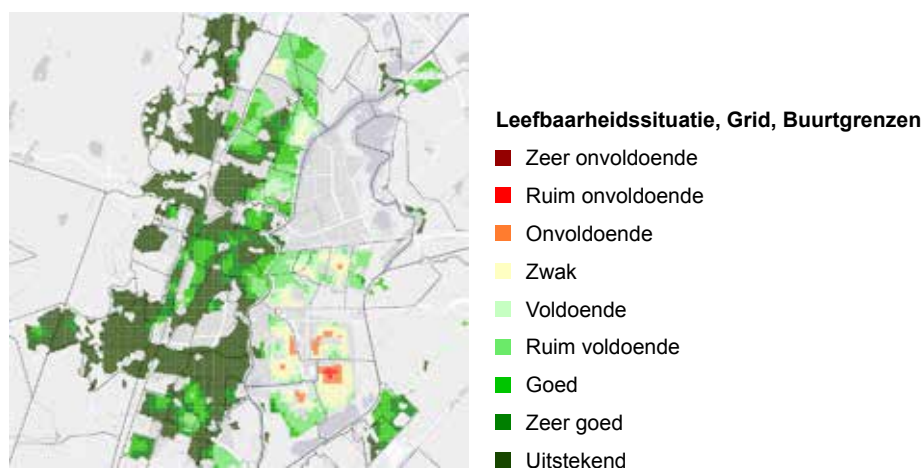 Leefbaarheidssituatie, Grid, Buurtgrenzen
Zeer onvoldoende
Ruim onvoldoende
Onvoldoende
Zwak
Voldoende
Ruim voldoende
Goed
Zeer goed
Uitstekend